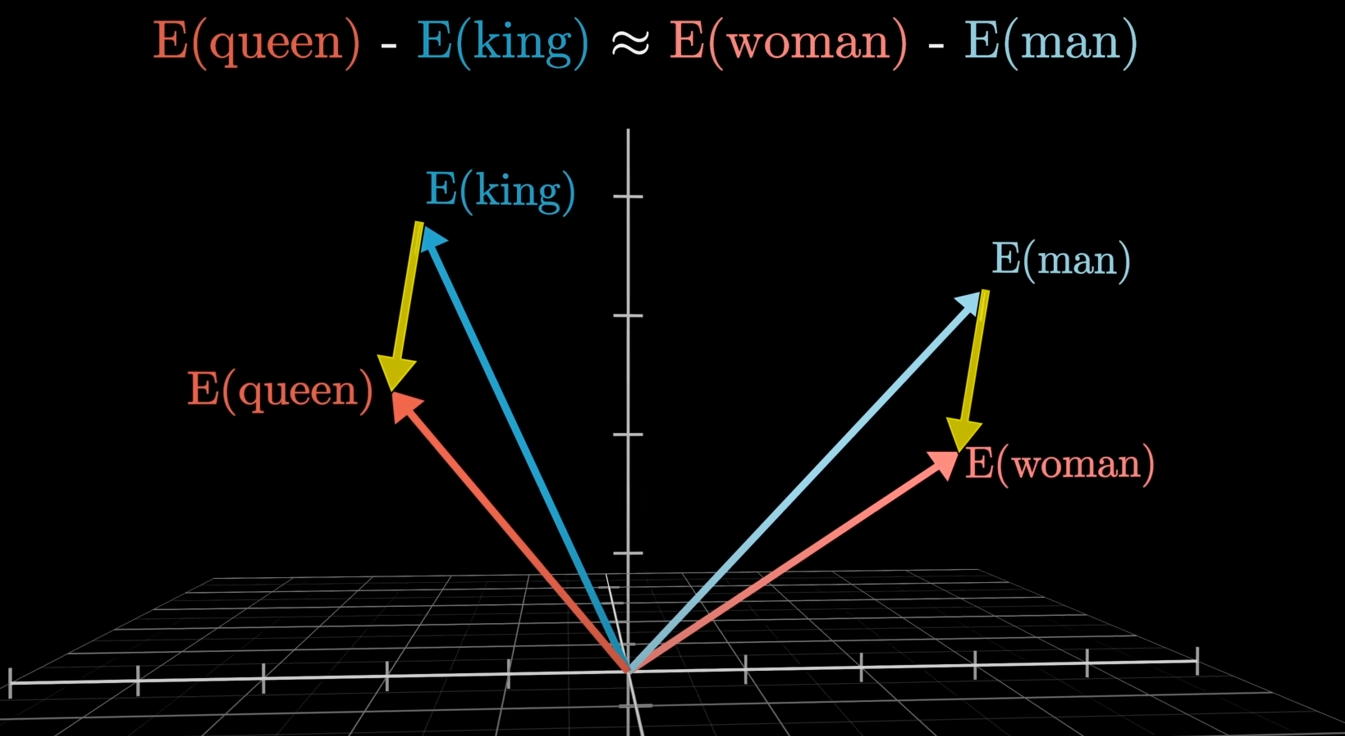 E(queen) - E(king) ≈ E(woman) - E(man)
E(king)
E(man)
E(queen)
E(woman)